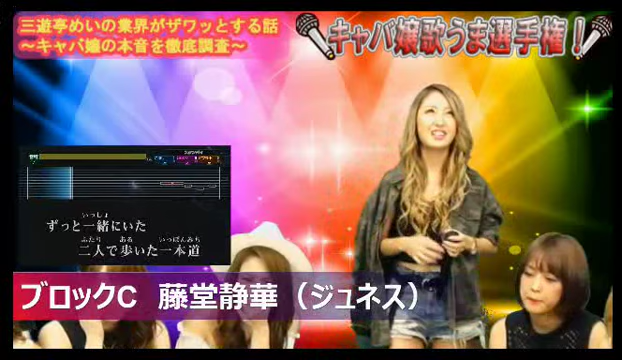 三遊亭めいの業界がザワッとする話
～キャバ嬢の本音を徹底調査～
キャバ嬢歌うま選手権！
いっしょ
ずっと一緒にいた
ふたり ある いっぽんみち
二人で歩いた一本道
ブロックC 藤堂静華（ジュネス）